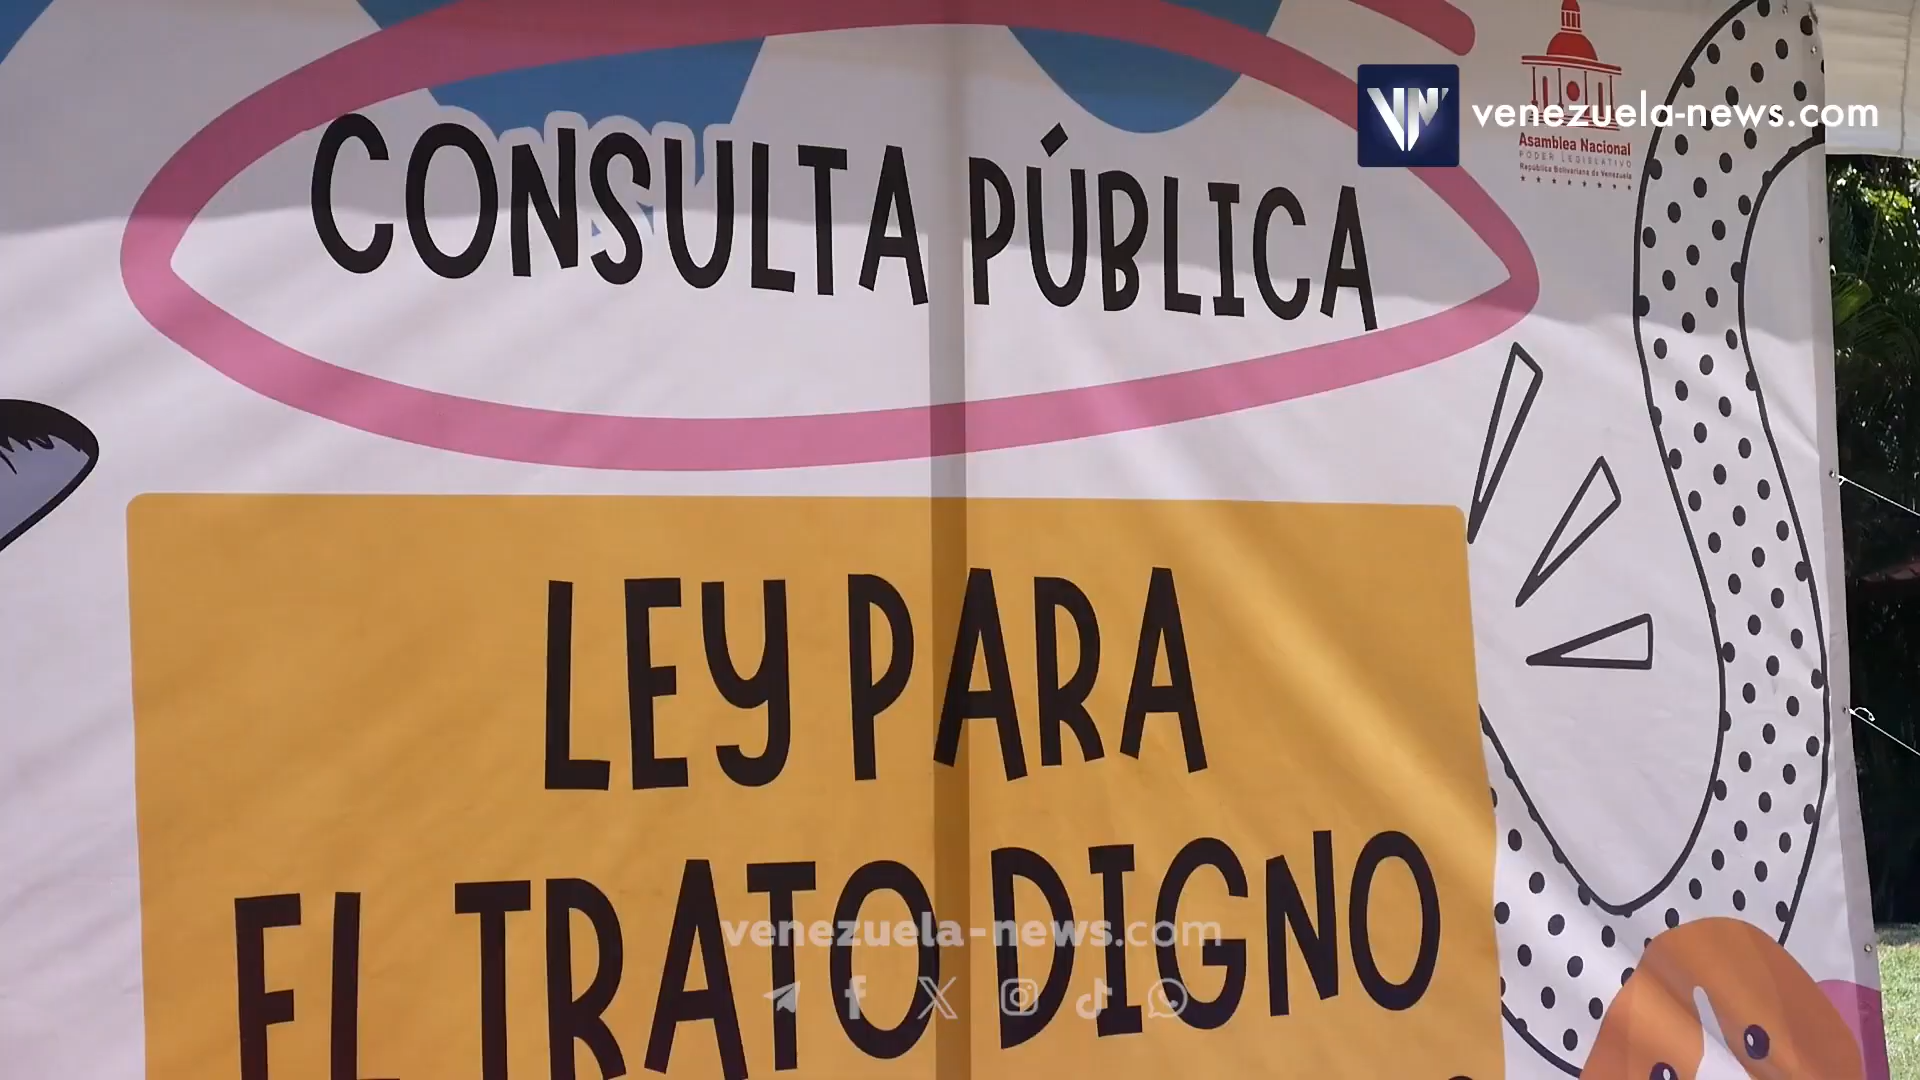 CONSULTA PÚBLICA
venezuela-news.com
Asamblea Nacional
PODER LEGISLATIVO
República Bolivariana de Venezuela
LEY PARA
EL TRATO DIGNO
venezuela-news.com